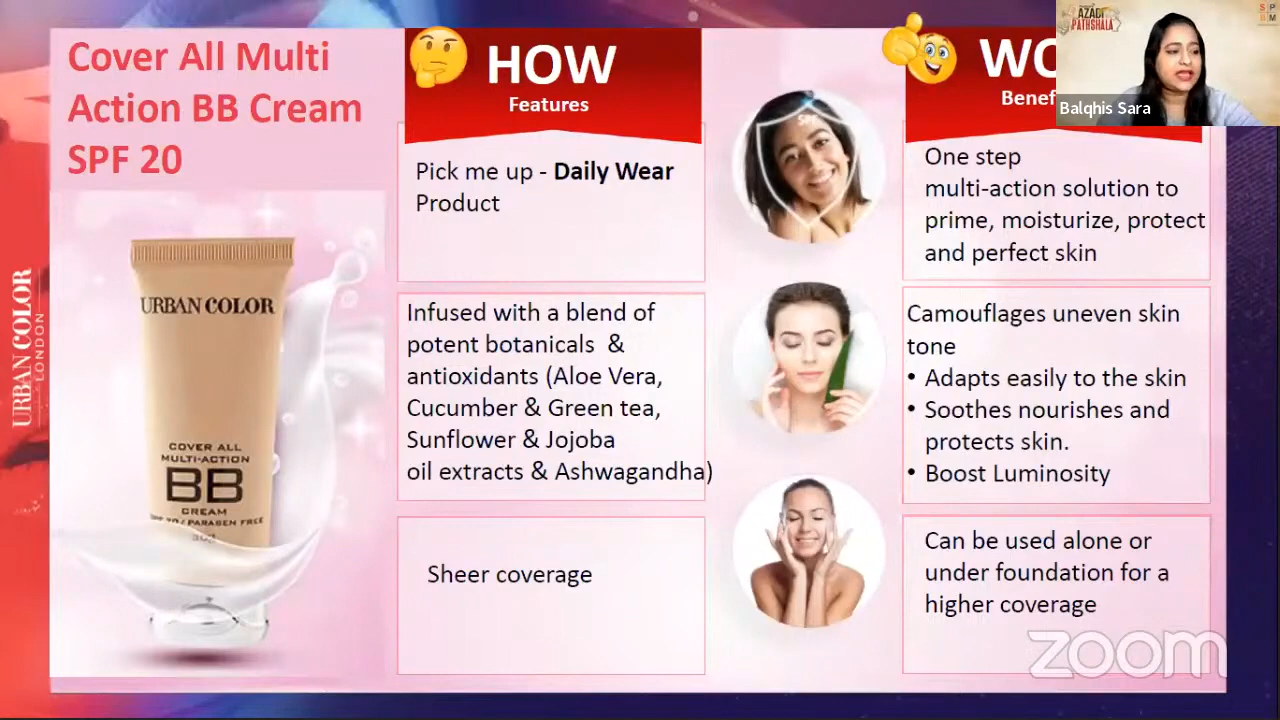 Cover All Multi
Action BB Cream
SPF 20
URBAN COLOR
LONDON
URBAN COLOR
COVER ALL
MULTI-ACTION
BB
CREAM
SPF 20 / PARABEN FREE
HOW
Features
Pick me up - Daily Wear
Product
Infused with a blend of
potent botanicals &
antioxidants (Aloe Vera,
Cucumber & Green tea,
Sunflower & Jojoba
oil extracts & Ashwagandha)
Sheer coverage
WO
Benef
One step
multi-action solution to
prime, moisturize, protect
and perfect skin
Camouflages uneven skin
tone
• Adapts easily to the skin
• Soothes nourishes and
protects skin.
• Boost Luminosity
Can be used alone or
under foundation for a
higher coverage
AZADI
PATHSHALA
S P
B M
Balqhis Sara
zoom